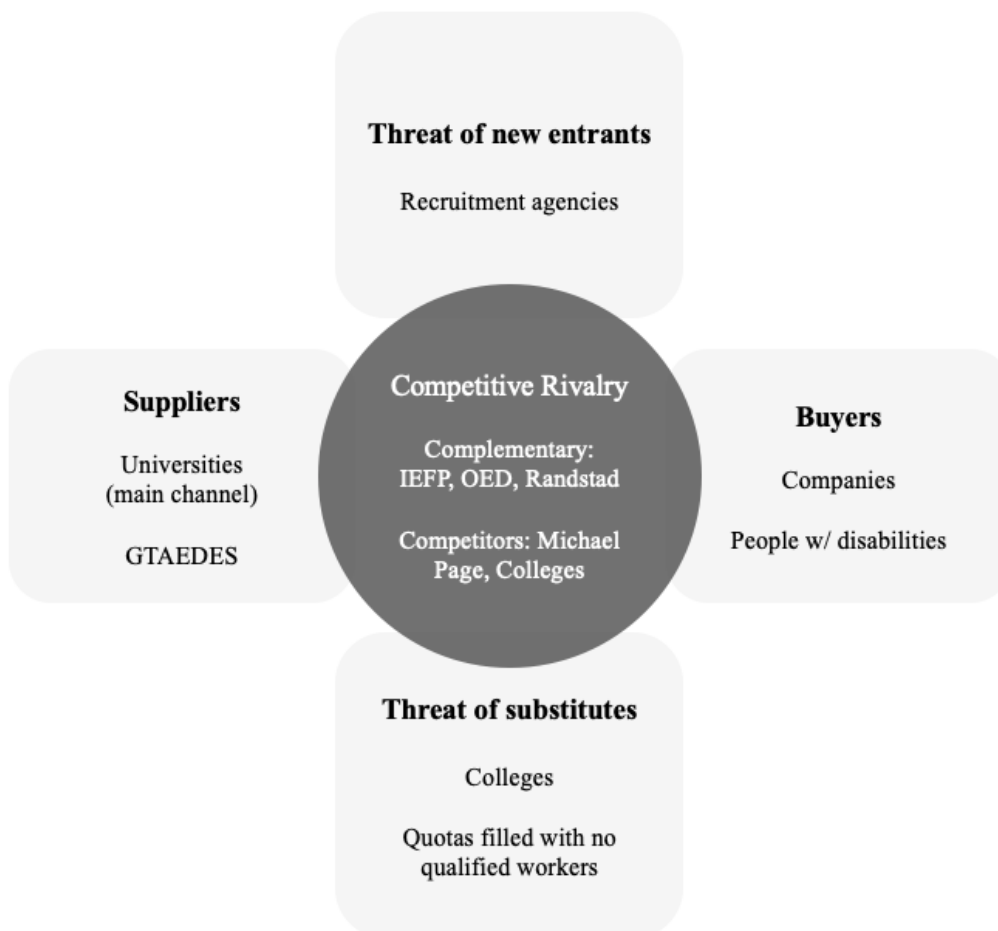 Threat of new entrants
Recruitment agencies
Suppliers
Universities
(main channel)
GTAEDES
Competitive Rivalry
Complementary:
IEFP, OED, Randstad
Competitors: Michael
Page, Colleges
Buyers
Companies
People w/ disabilities
Threat of substitutes
Colleges
Quotas filled with no
qualified workers